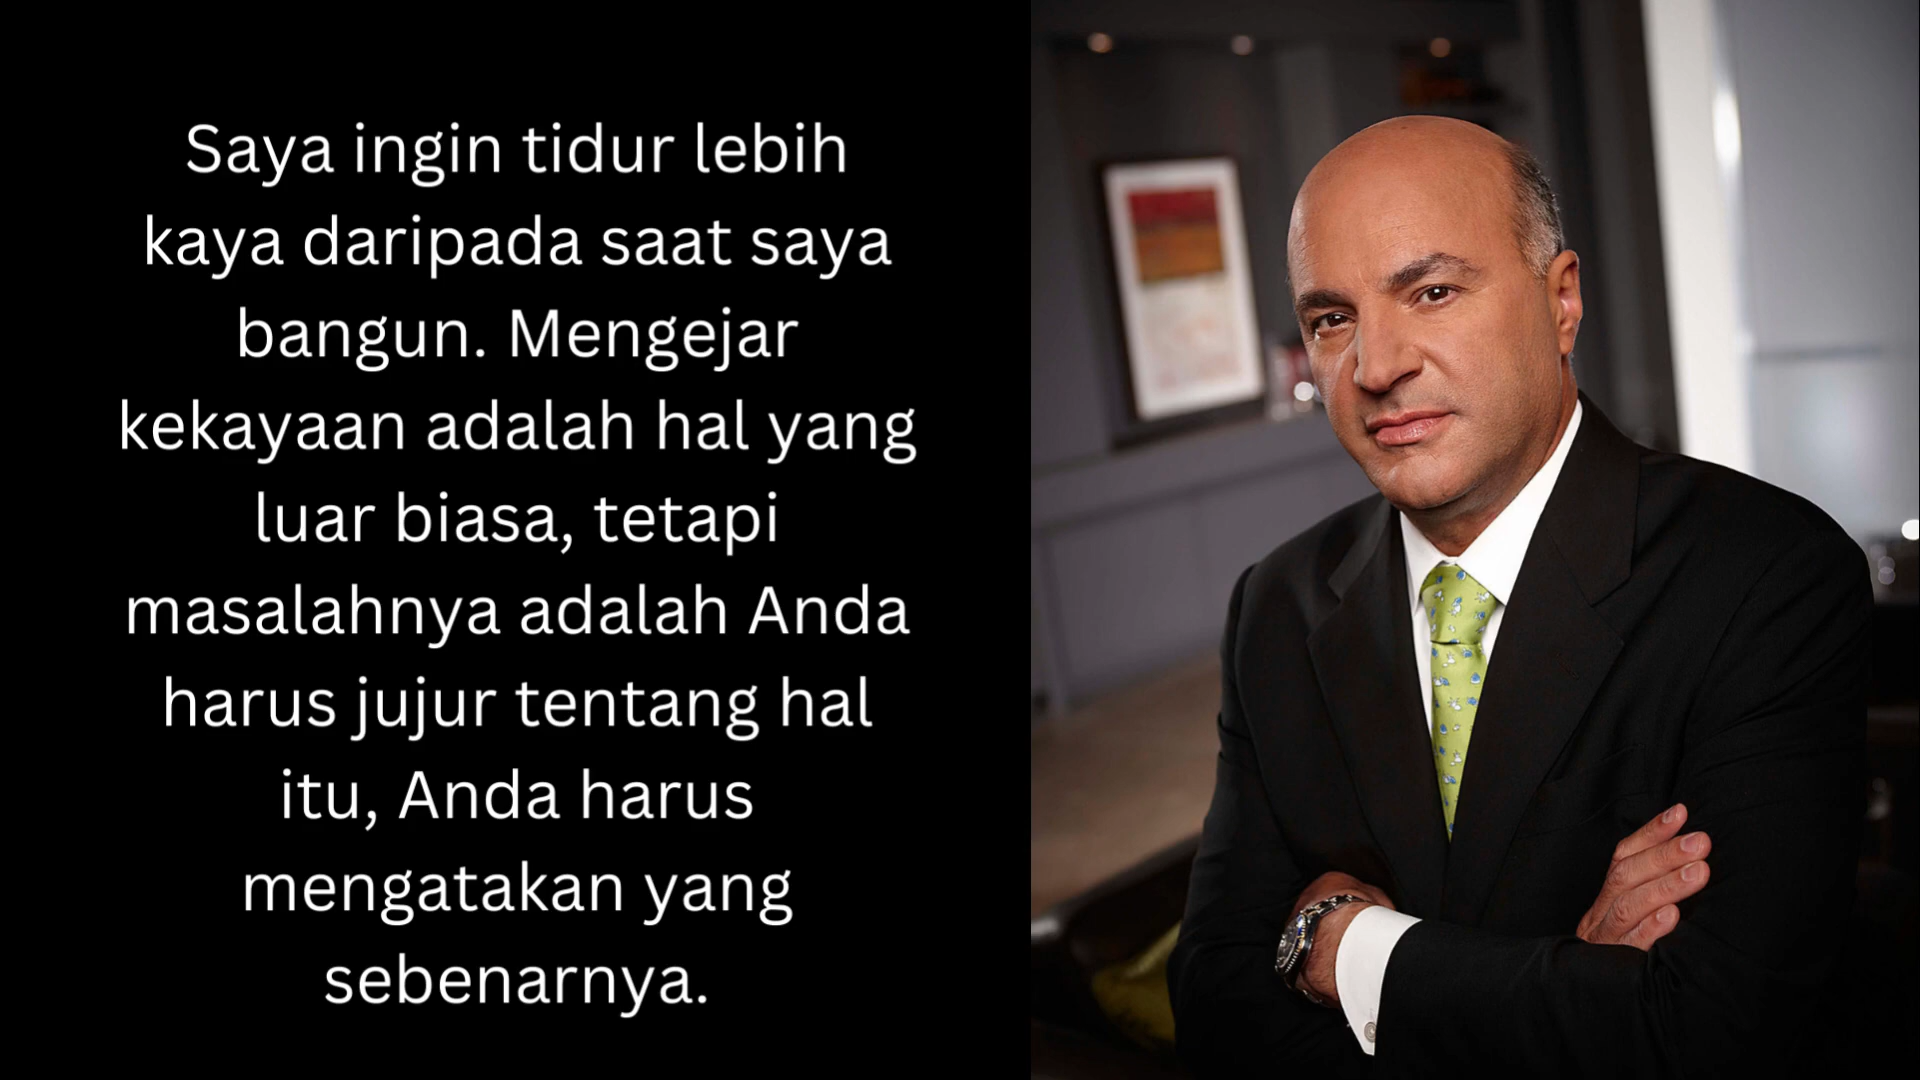 Saya ingin tidur lebih
kaya daripada saat saya
bangun. Mengejar
kekayaan adalah hal yang
luar biasa, tetapi
masalahnya adalah Anda
harus jujur tentang hal
itu, Anda harus
mengatakan yang
sebenarnya.